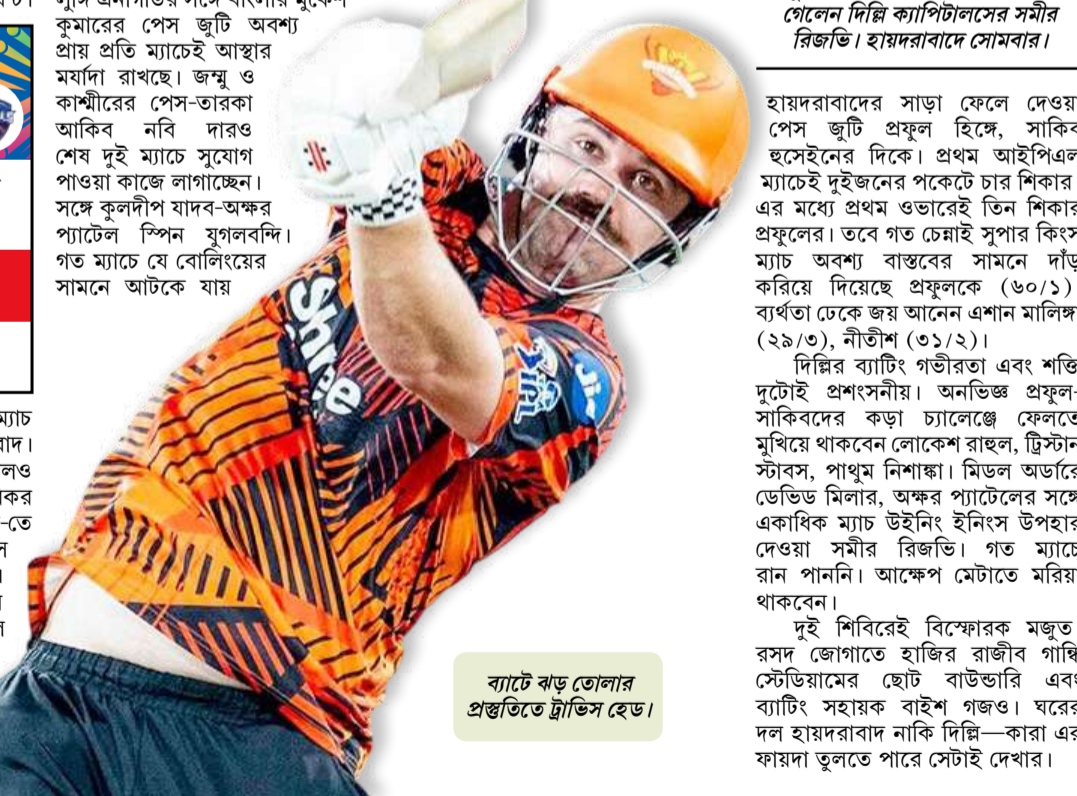 কুমারের পেস জুটি অবশ্য
প্রায় প্রতি ম্যাচেই আস্থার
মর্যাদা রাখছে। জম্মু ও
কাশ্মীরের পেস-তারকা
আকিব নবি দারও
শেষ দুই ম্যাচে সুযোগ
পাওয়া কাজে লাগাচ্ছেন।
সঙ্গে কুলদীপ যাদব-অক্ষর
প্যাটেল স্পিন যুগলবন্দি।
গত ম্যাচে যে বোলিংয়ের
সামনে আটকে যায়
ম্যাচ
Shree
Jio
ব্যাটে ঝড় তোলার
প্রস্তুতিতে ট্রাভিস হেড।
গেলেন দিল্লি ক্যাপিটালসের সমীর
রিজভি। হায়দরাবাদে সোমবার।
হায়দরাবাদের সাড়া ফেলে দেওয়া
পেস জুটি প্রফুল হিঙ্গে, সাকিব
হুসেইনের দিকে। প্রথম আইপিএল
ম্যাচেই দুইজনের পকেটে চার শিকার
এর মধ্যে প্রথম ওভারেই তিন শিকার
প্রফুলের। তবে গত চেন্নাই সুপার কিংস
ম্যাচ অবশ্য বাস্তবের সামনে দাঁড়
করিয়ে দিয়েছে প্রফুলকে (৬০/১)
ব্যর্থতা ঢেকে জয় আনেন এশান মালিঙ্গা
(২৯/৩), নীতীশ (৩১/২)।
দিল্লির ব্যাটিং গভীরতা এবং শক্তি
দুটোই প্রশংসনীয়। অনভিজ্ঞ প্রফুল-
সাকিবদের কড়া চ্যালেঞ্জে ফেলতে
মুখিয়ে থাকবেন লোকেশ রাহুল, ট্রিস্টান
স্টাবস, পাথুম নিশাঙ্কা। মিডল অর্ডারে
ডেভিড মিলার, অক্ষর প্যাটেলের সঙ্গে
একাধিক ম্যাচ উইনিং ইনিংস উপহার
দেওয়া সমীর রিজভি। গত ম্যাচে
রান পাননি। আক্ষেপ মেটাতে মরিয়া
থাকবেন।
দুই শিবিরেই বিস্ফোরক মজুত
রসদ জোগাতে হাজির রাজীব গান্ধি
স্টেডিয়ামের ছোট বাউন্ডারি এবং
ব্যাটিং সহায়ক বাইশ গজও। ঘরের
দল হায়দরাবাদ নাকি দিল্লি—কারা এর
ফায়দা তুলতে পারে সেটাই দেখার।